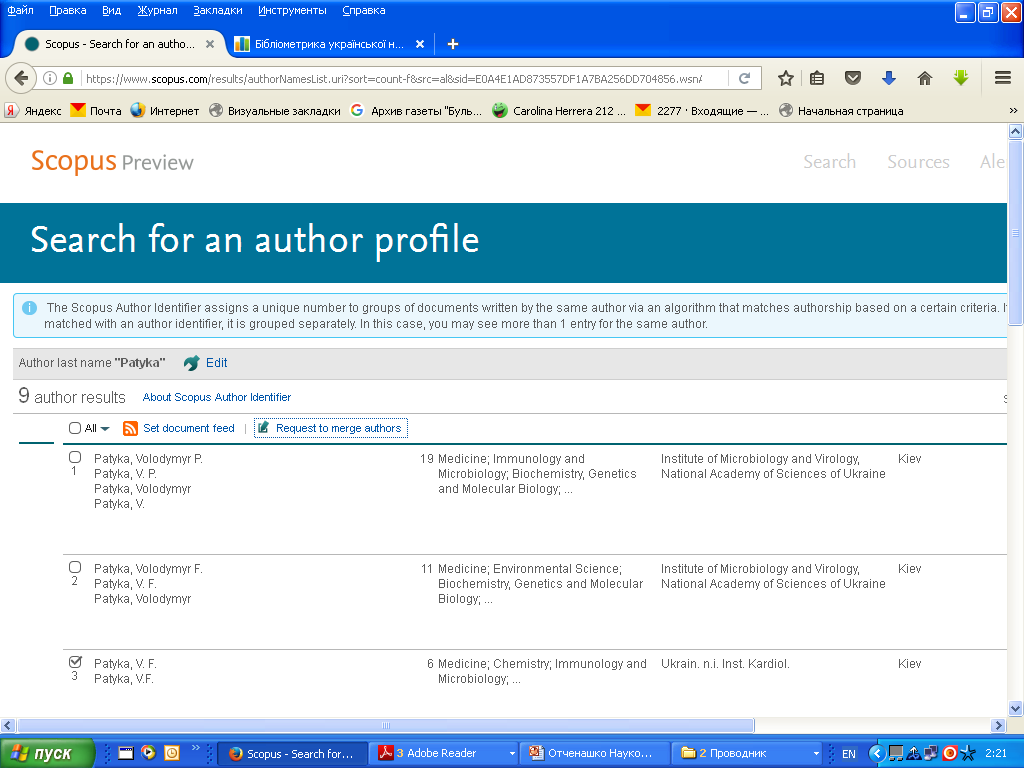 Файл Правка Вид Журнал Закладки Инструменты Справка
Scopus - Search for an autho... Бібліометрика української н...
https://www.scopus.com/results/authorNamesList.uri?sort=count-f&src=al&sid=E0A4E1AD873557DF1A7BA256DD704856.wsnA
Яндекс Почта Интернет Визуальные закладки Архив газеты "Буль... Carolina Herrera 212 ... 2277 · Входящие — ... Начальная страница
Scopus Preview Search Sources Ale
Search for an author profile
The Scopus Author Identifier assigns a unique number to groups of documents written by the same author via an algorithm that matches authorship based on a certain criteria. I
matched with an author identifier, it is grouped separately. In this case, you may see more than 1 entry for the same author.
Author last name "Patyka" Edit
9 author results About Scopus Author Identifier
All Set document feed | Request to merge authors
1 Patyka, Volodymyr P. 19 Medicine; Immunology and Institute of Microbiology and Virology, Kiev
Patyka, V. P. Microbiology; Biochemistry, Genetics National Academy of Sciences of Ukraine
Patyka, Volodymyr and Molecular Biology; ...
Patyka, V.
2 Patyka, Volodymyr F. 11 Medicine; Environmental Science; Institute of Microbiology and Virology, Kiev
Patyka, V. F. Biochemistry, Genetics and Molecular National Academy of Sciences of Ukraine
Patyka, Volodymyr Biology; ...
3 Patyka, V. F. 6 Medicine; Chemistry; Immunology and Ukrain. n.i. Inst. Kardiol. Kiev
Patyka, V.F. Microbiology; ...
пуск Scopus - Search for... 3 Adobe Reader Отченашко Науко... 2 Проводник EN 2:21